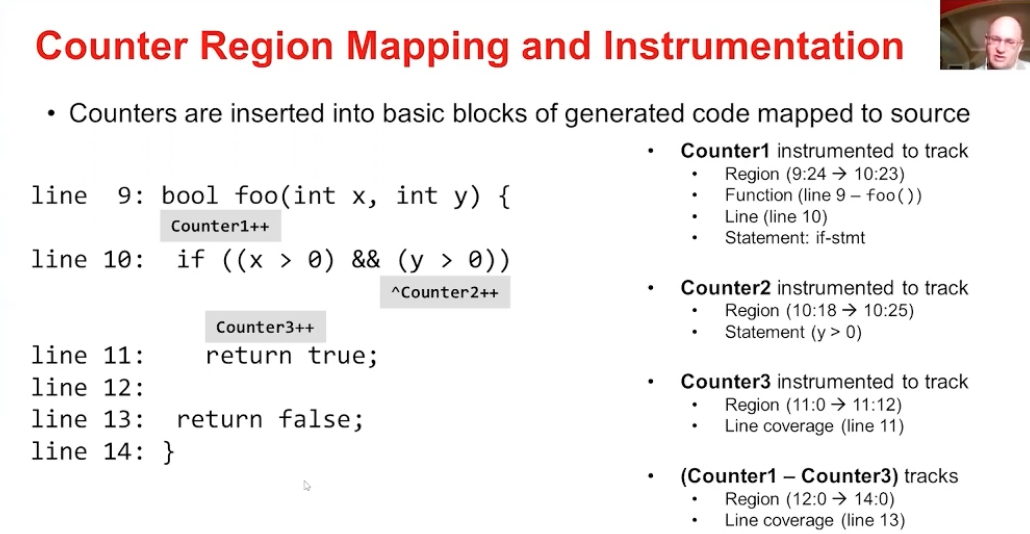 Counter Region Mapping and Instrumentation
• Counters are inserted into basic blocks of generated code mapped to source
line  9: bool foo(int x, int y) {
Counter1++
line 10:  if ((x > 0) && (y > 0))
^Counter2++
Counter3++
line 11:    return true;
line 12:
line 13:  return false;
line 14: }
• Counter1 instrumented to track
• Region (9:24 → 10:23)
• Function (line 9 – foo())
• Line (line 10)
• Statement: if-stmt
• Counter2 instrumented to track
• Region (10:18 → 10:25)
• Statement (y > 0)
• Counter3 instrumented to track
• Region (11:0 → 11:12)
• Line coverage (line 11)
• (Counter1 – Counter3) tracks
• Region (12:0 → 14:0)
• Line coverage (line 13)